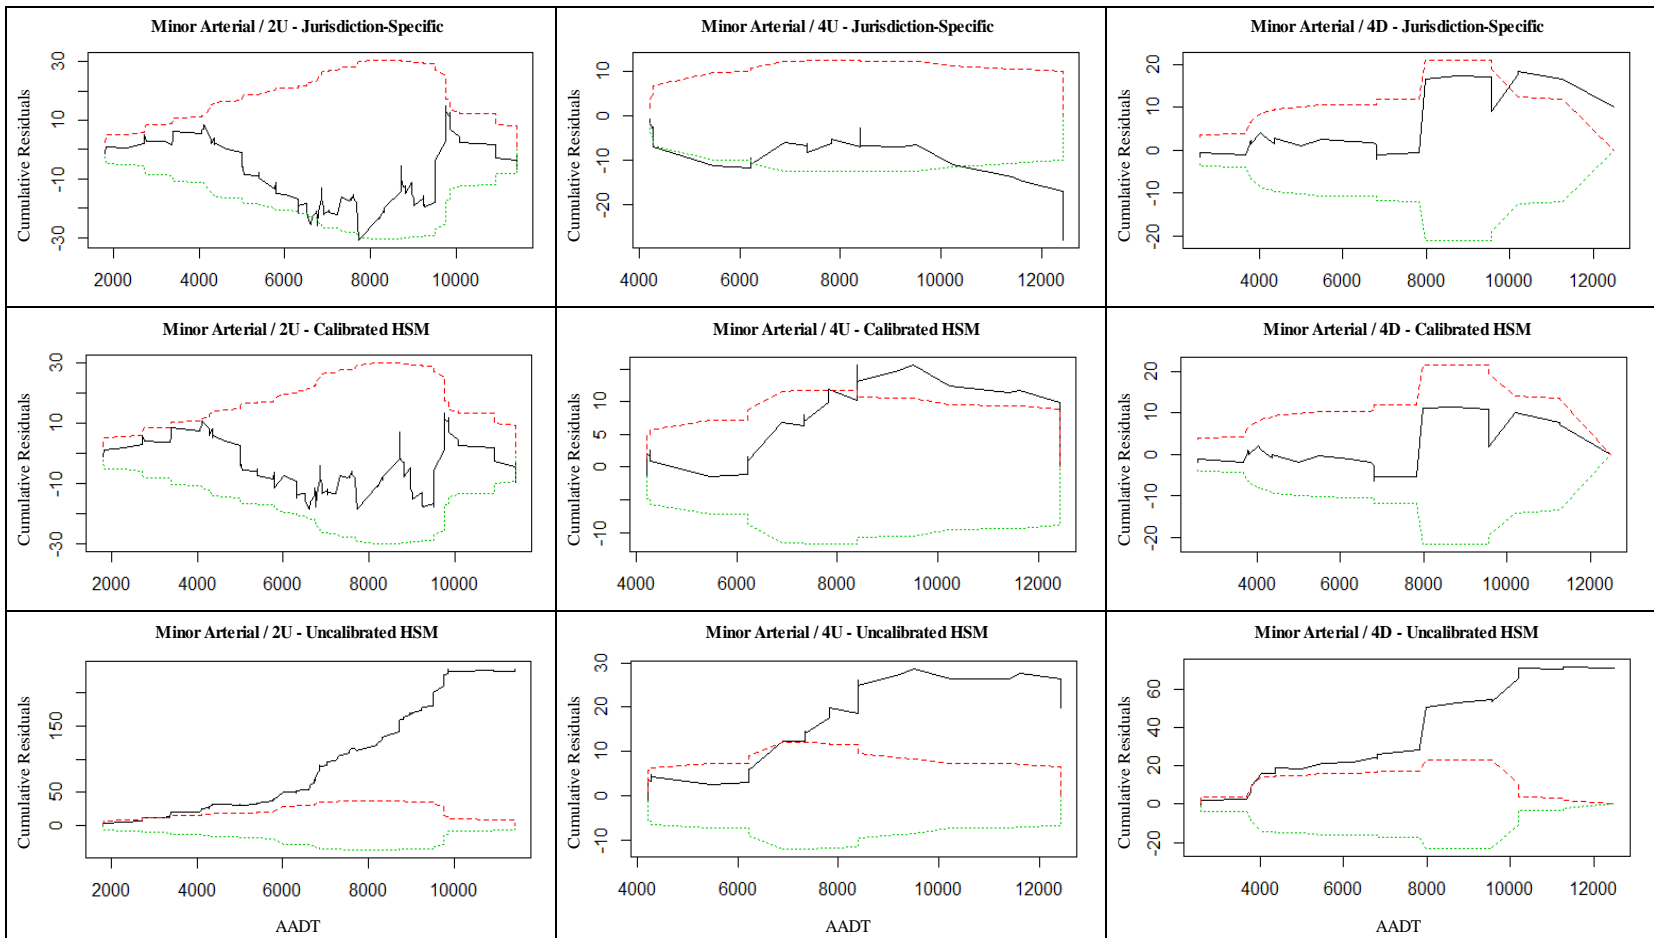 Minor Arterial / 2U - Jurisdiction-Specific
Cumulative Residuals
30
10
-10
-30
2000 4000 6000 8000 10000
Minor Arterial / 4U - Jurisdiction-Specific
Cumulative Residuals
10
0
-10
-20
4000 6000 8000 10000 12000
Minor Arterial / 4D - Jurisdiction-Specific
Cumulative Residuals
20
10
0
-10
-20
4000 6000 8000 10000 12000
Minor Arterial / 2U - Calibrated HSM
Cumulative Residuals
30
10
-10
-30
2000 4000 6000 8000 10000
Minor Arterial / 4U - Calibrated HSM
Cumulative Residuals
10
5
0
-10
4000 6000 8000 10000 12000
Minor Arterial / 4D - Calibrated HSM
Cumulative Residuals
20
10
0
-10
-20
4000 6000 8000 10000 12000
Minor Arterial / 2U - Uncalibrated HSM
Cumulative Residuals
150
50
0
2000 4000 6000 8000 10000
AADT
Minor Arterial / 4U - Uncalibrated HSM
Cumulative Residuals
30
20
10
0
-10
4000 6000 8000 10000 12000
AADT
Minor Arterial / 4D - Uncalibrated HSM
Cumulative Residuals
60
40
20
0
-20
4000 6000 8000 10000 12000
AADT